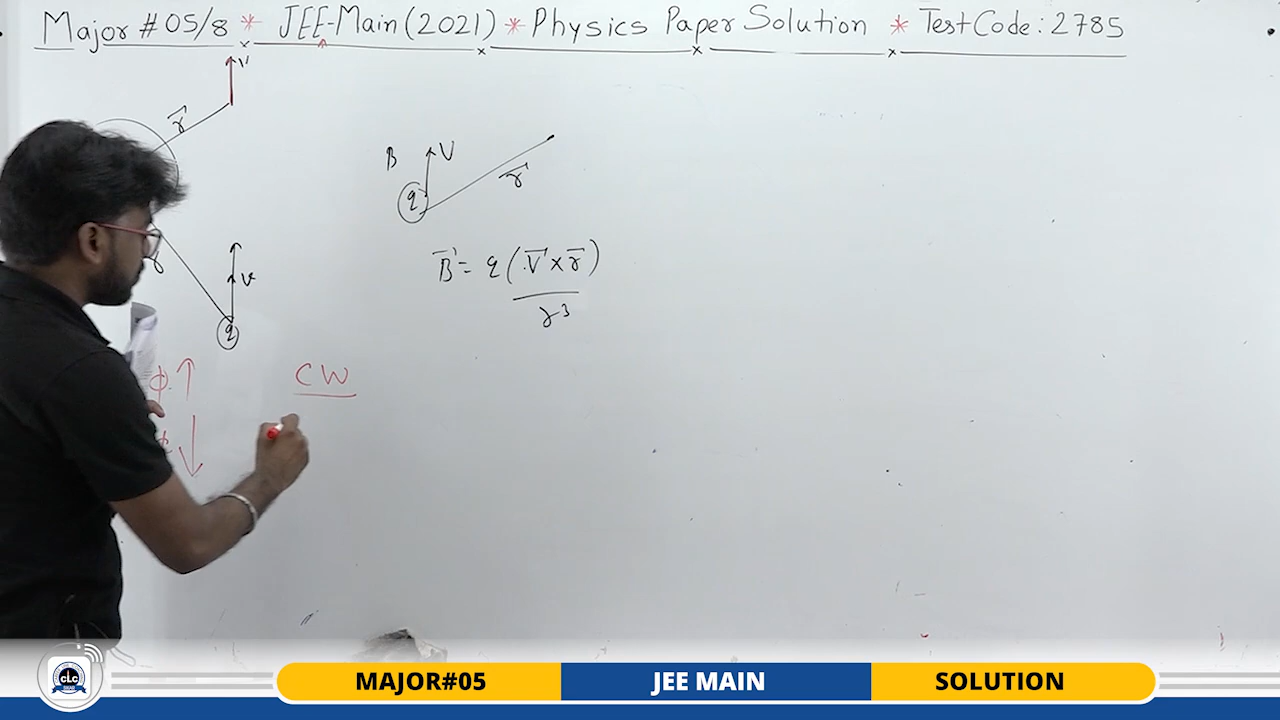 Major # 05/8 * JEE-Main (2021) * Physics Paper Solution * Test Code: 2785
V
r⃗
B V
q
r⃗
B⃗ = q (V⃗ × r⃗)
r³
r
v
q
ϕ ↑
CW
↓
CLC
MAJOR#05 JEE MAIN SOLUTION